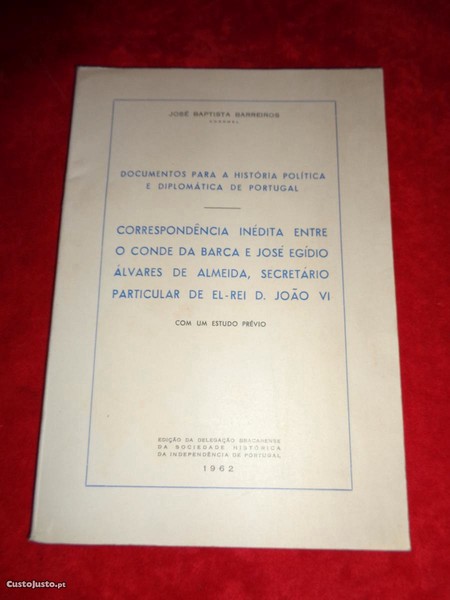 JOSÉ BAPTISTA BARREIROS
CORONEL
DOCUMENTOS PARA A HISTÓRIA POLÍTICA
E DIPLOMÁTICA DE PORTUGAL
CORRESPONDÊNCIA INÉDITA ENTRE
O CONDE DA BARCA E JOSÉ EGÍDIO
ÁLVARES DE ALMEIDA, SECRETÁRIO
PARTICULAR DE EL-REI D. JOÃO VI
COM UM ESTUDO PRÉVIO
EDIÇÃO DA DELEGAÇÃO BRACARENSE
DA SOCIEDADE HISTÓRICA
DA INDEPENDÊNCIA DE PORTUGAL
1962
CustoJusto.pt